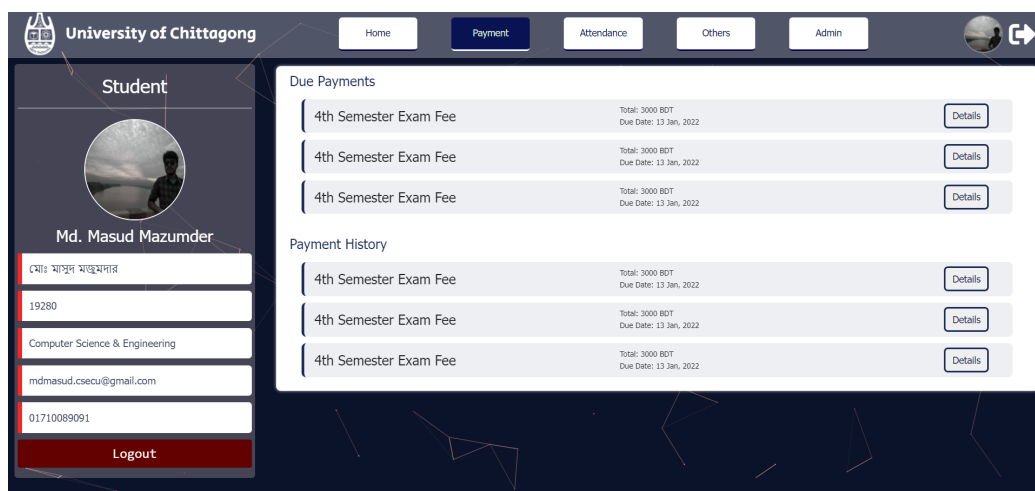 University of Chittagong
Home
Payment
Attendance
Others
Admin
Student
Md. Masud Mazumder
মোঃ মাসুদ মজুমদার
19280
Computer Science & Engineering
mdmasud.csecu@gmail.com
01710089091
Logout
Due Payments
4th Semester Exam Fee
Total: 3000 BDT
Due Date: 13 Jan, 2022
Details
4th Semester Exam Fee
Total: 3000 BDT
Due Date: 13 Jan, 2022
Details
4th Semester Exam Fee
Total: 3000 BDT
Due Date: 13 Jan, 2022
Details
Payment History
4th Semester Exam Fee
Total: 3000 BDT
Due Date: 13 Jan, 2022
Details
4th Semester Exam Fee
Total: 3000 BDT
Due Date: 13 Jan, 2022
Details
4th Semester Exam Fee
Total: 3000 BDT
Due Date: 13 Jan, 2022
Details